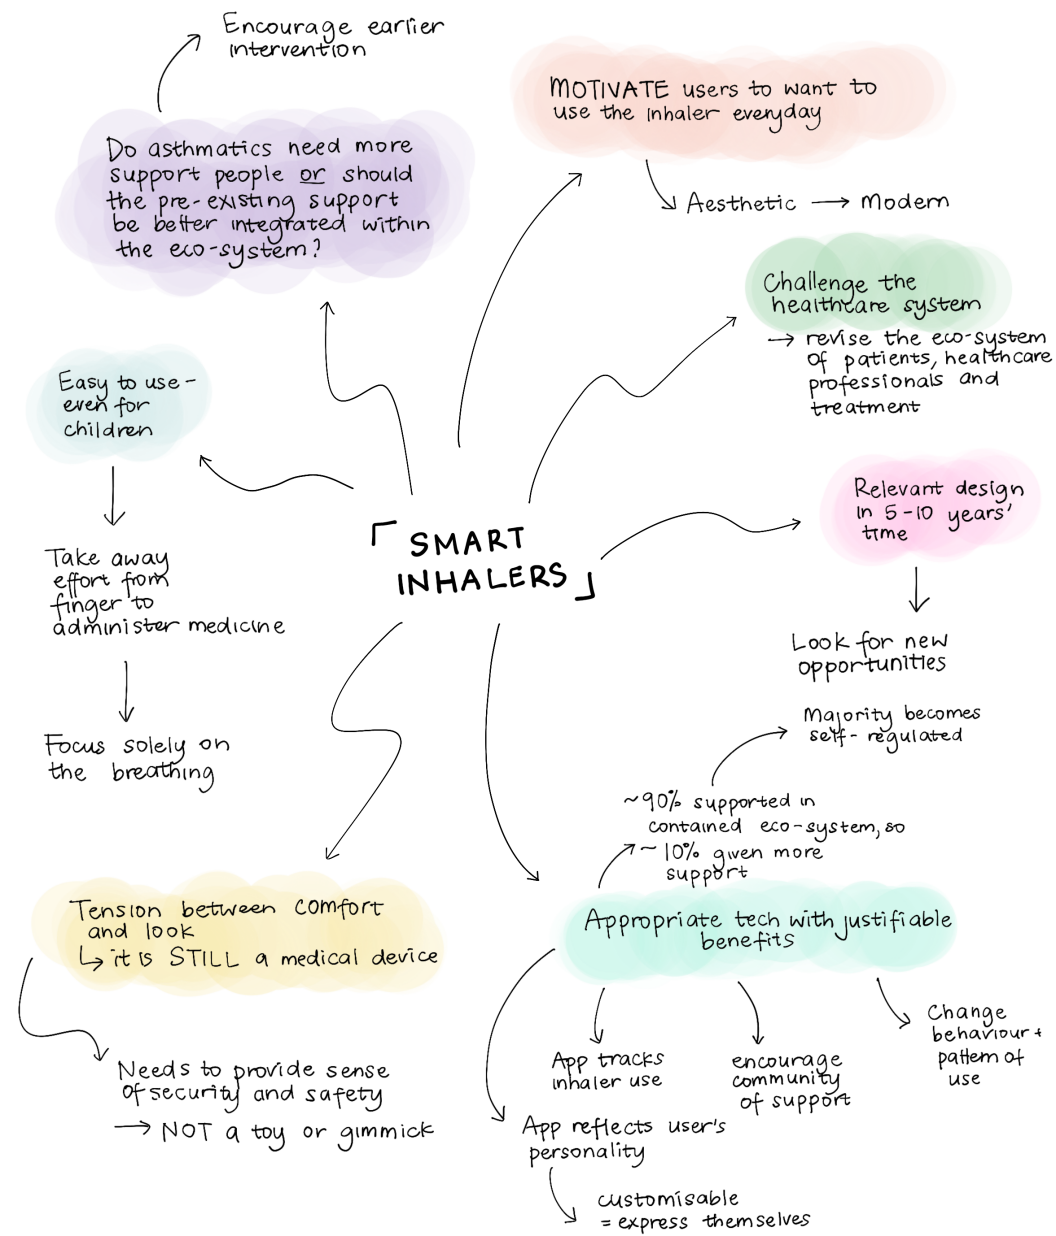 Encourage earlier
intervention
Do asthmatics need more
support people or should
the pre-existing support
be better integrated within
the eco-system?
MOTIVATE users to want to
use the inhaler everyday
→ Aesthetic → Modern
Challenge the
healthcare system
→ revise the eco-system
of patients, healthcare
professionals and
treatment
Easy to use -
even for
children
Take away
effort from
finger to
administer medicine
Focus solely on
the breathing
「SMART
INHALERS」
Relevant design
in 5-10 years'
time
Look for new
opportunities
Majority becomes
self-regulated
~90% supported in
contained eco-system, so
~10% given more
support
Appropriate tech with justifiable
benefits
Tension between comfort
and look
↳ it is STILL a medical device
Needs to provide sense
of security and safety
→ NOT a toy or gimmick
App tracks
inhaler use
encourage
community
of support
Change
behaviour +
pattern of
use
App reflects user's
personality
customisable
= express themselves